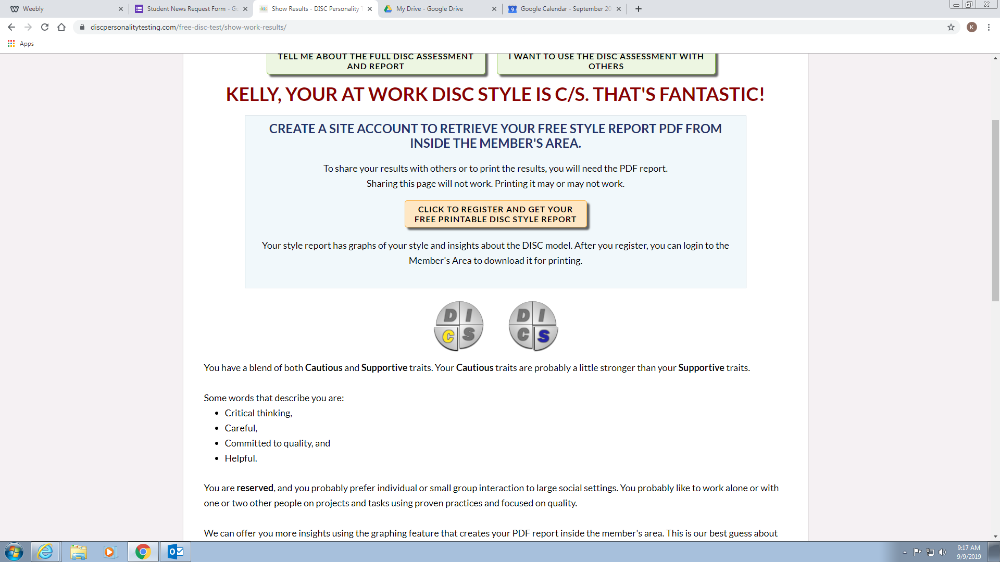 Weebly
Student News Request Form - Go
Show Results - DISC Personality T
My Drive - Google Drive
9
Google Calendar - September 20
discpersonalitytesting.com/free-disc-test/show-work-results/
K
Apps
TELL ME ABOUT THE FULL DISC ASSESSMENT
AND REPORT
I WANT TO USE THE DISC ASSESSMENT WITH
OTHERS
KELLY, YOUR AT WORK DISC STYLE IS C/S. THAT'S FANTASTIC!
CREATE A SITE ACCOUNT TO RETRIEVE YOUR FREE STYLE REPORT PDF FROM
INSIDE THE MEMBER'S AREA.
To share your results with others or to print the results, you will need the PDF report.
Sharing this page will not work. Printing it may or may not work.
CLICK TO REGISTER AND GET YOUR
FREE PRINTABLE DISC STYLE REPORT
Your style report has graphs of your style and insights about the DISC model. After you register, you can login to the
Member's Area to download it for printing.
D I
C S
D I
C S
You have a blend of both Cautious and Supportive traits. Your Cautious traits are probably a little stronger than your Supportive traits.
Some words that describe you are:
• Critical thinking,
• Careful,
• Committed to quality, and
• Helpful.
You are reserved, and you probably prefer individual or small group interaction to large social settings. You probably like to work alone or with
one or two other people on projects and tasks using proven practices and focused on quality.
We can offer you more insights using the graphing feature that creates your PDF report inside the member's area. This is our best guess about
9:17 AM
9/9/2019